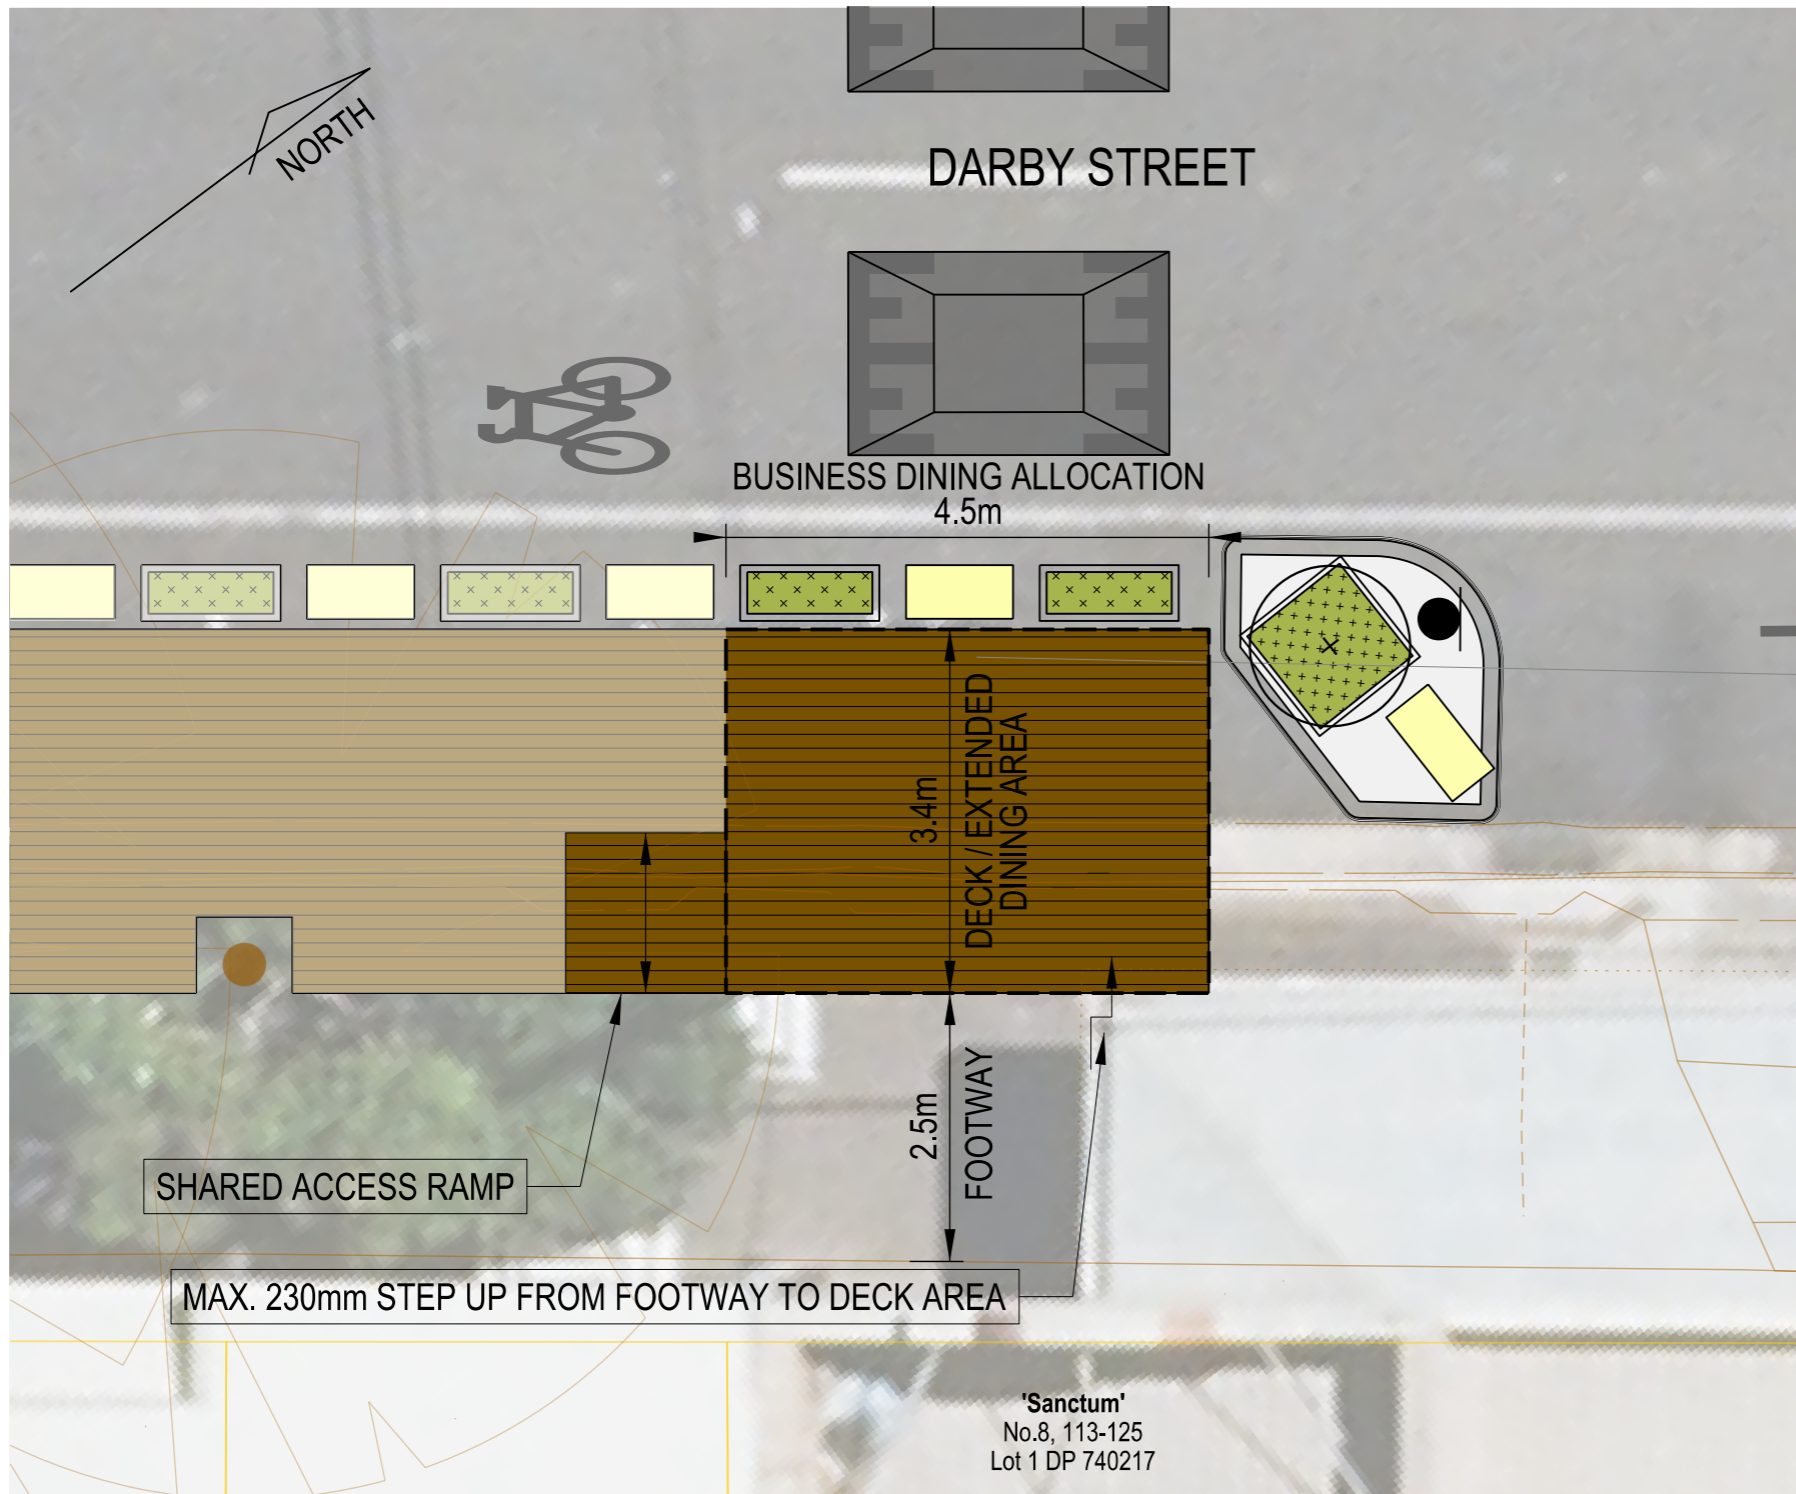 NORTH
DARBY STREET
BUSINESS DINING ALLOCATION
4.5m
3.4m
DECK / EXTENDED
DINING AREA
2.5m
FOOTWAY
SHARED ACCESS RAMP
MAX. 230mm STEP UP FROM FOOTWAY TO DECK AREA
'Sanctum'
No.8, 113-125
Lot 1 DP 740217